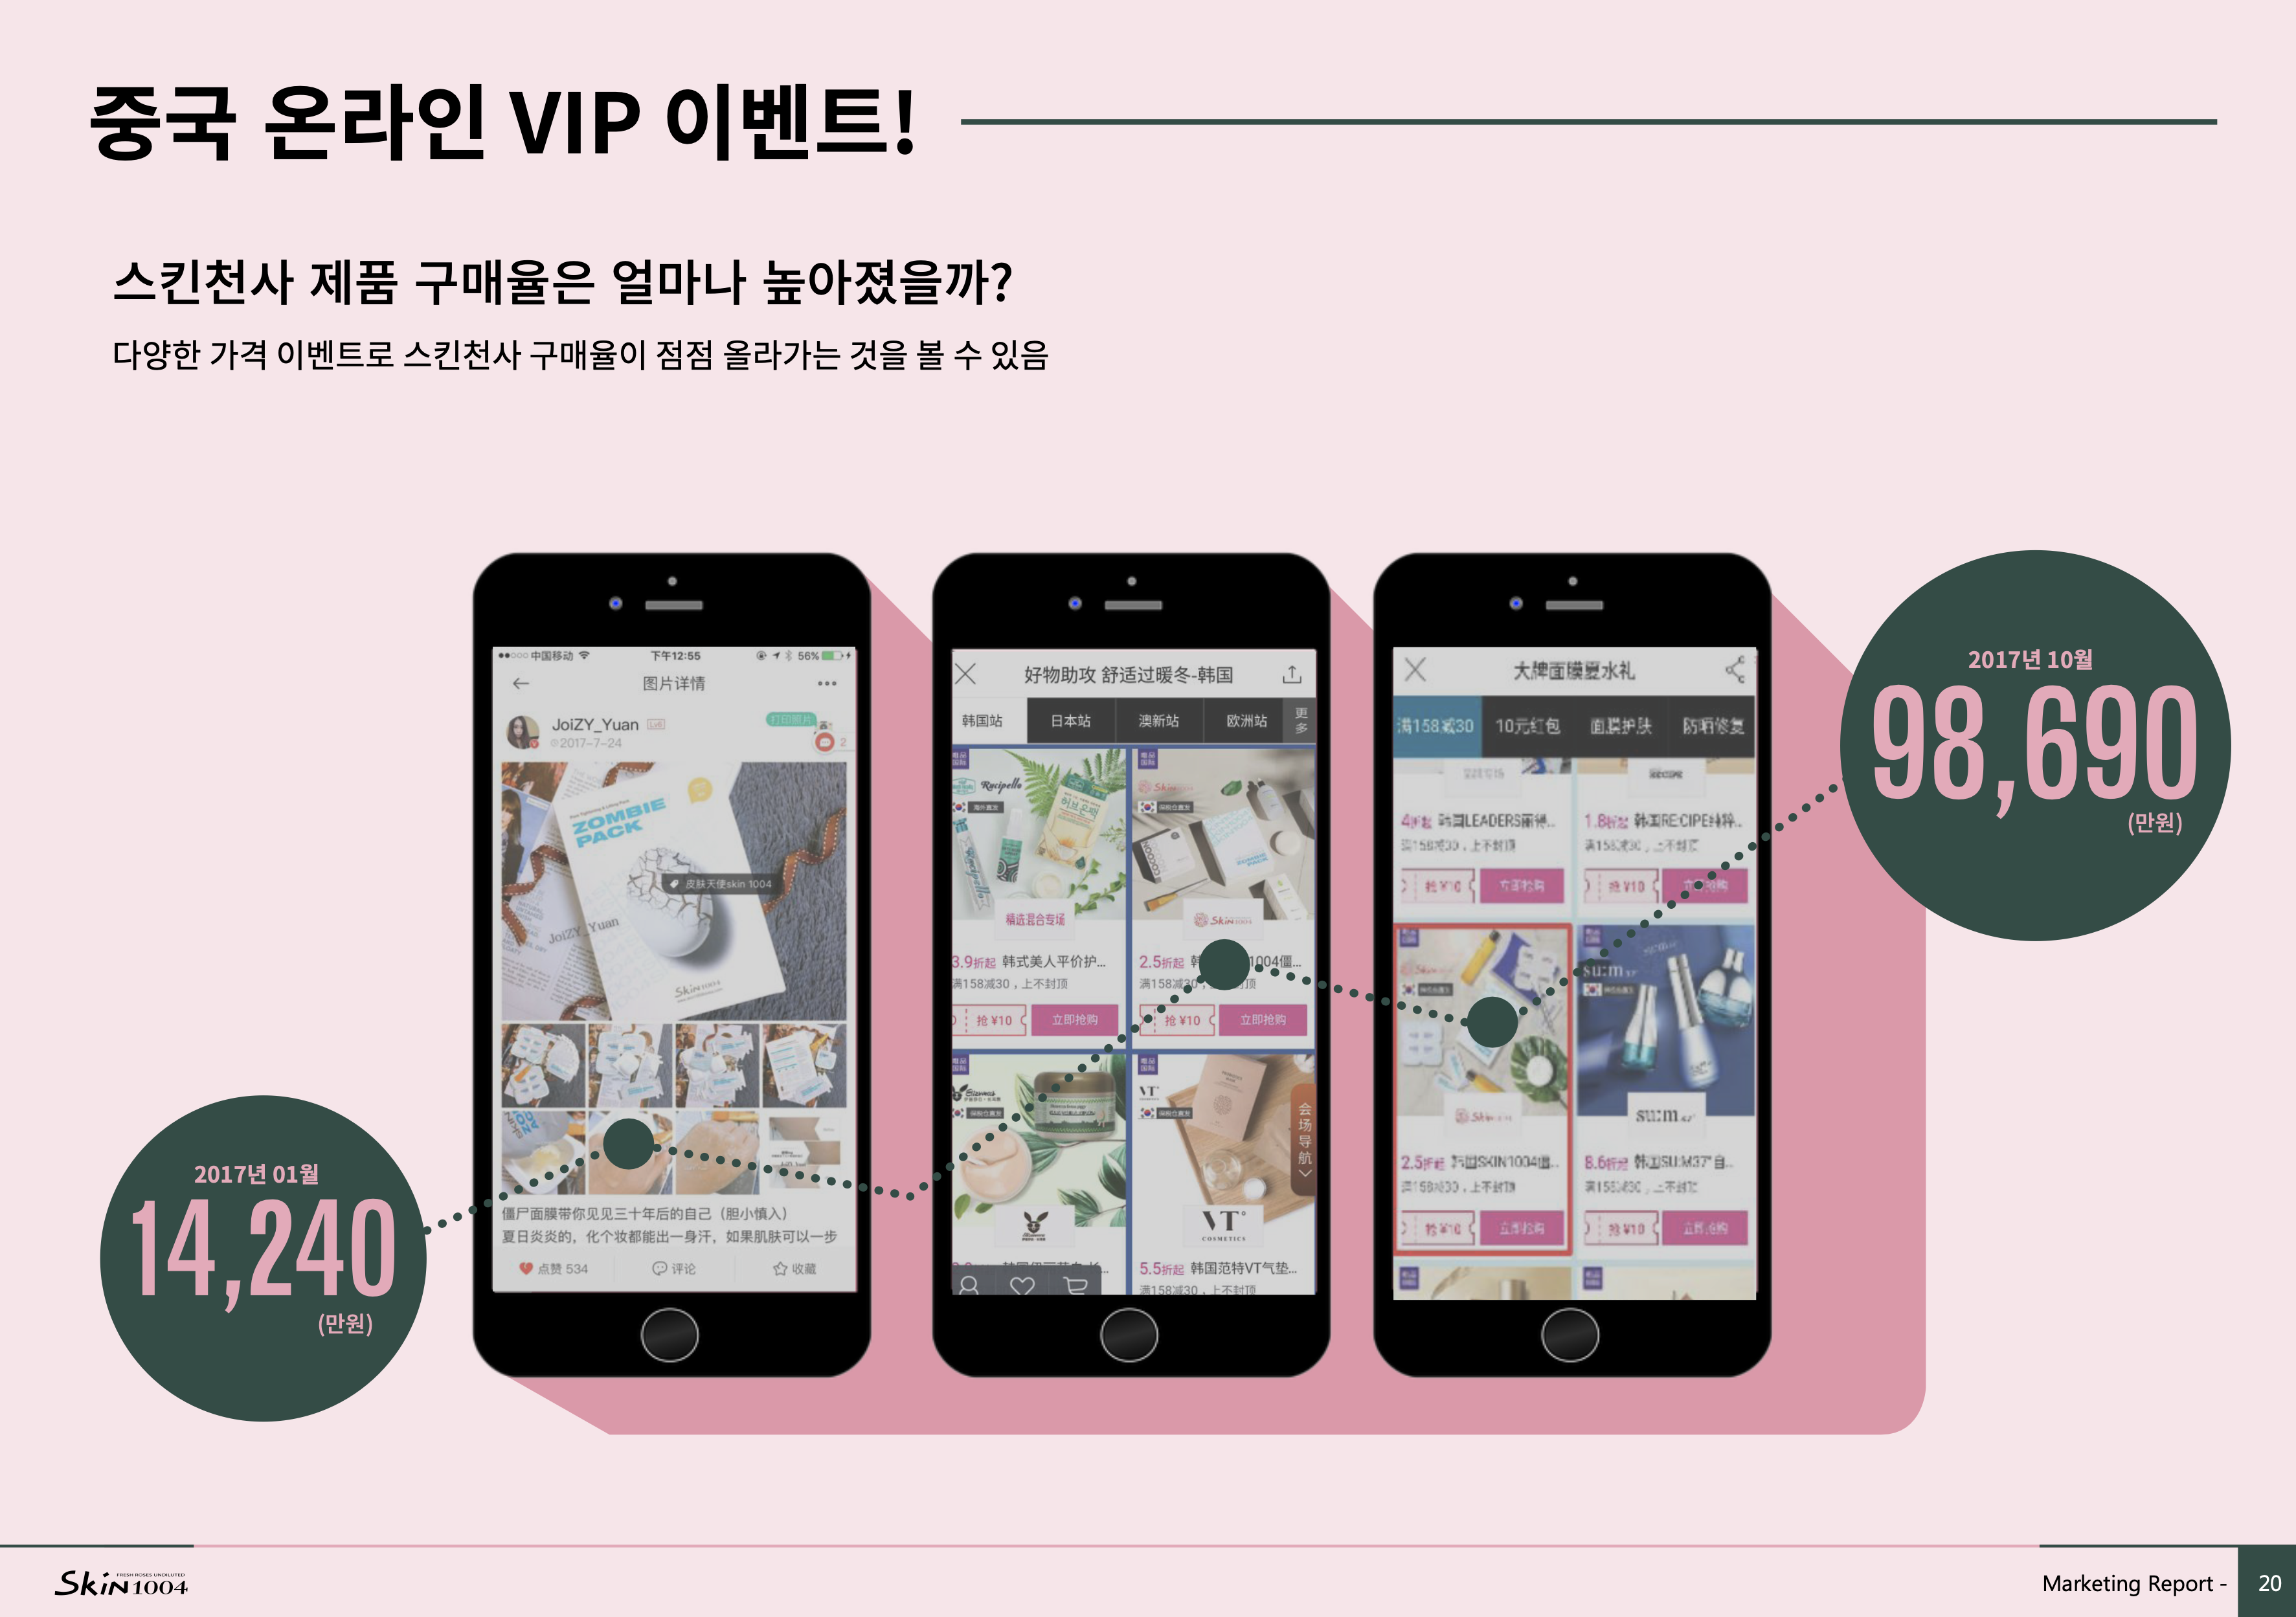 중국 온라인 VIP 이벤트!
스킨천사 제품 구매율은 얼마나 높아졌을까?
다양한 가격 이벤트로 스킨천사 구매율이 점점 올라가는 것을 볼 수 있음
2017년 01월
14,240
(만원)
中国移动
下午12:55
56%
图片详情
JoiZY_Yuan
2017-7-24
打印照片
2
ZOMBIE
PACK
皮肤天使skin 1004
JoiZY_Yuan
Skin1004
僵尸面膜带你见见三十年后的自己（胆小慎入）
夏日炎炎的，化个妆都能出一身汗，如果肌肤可以一步
点赞 534
评论
收藏
好物助攻 舒适过暖冬-韩国
韩国站
日本站
澳新站
欧洲站
更多
Recipello
精选混合专场
Skin1004
3.9折起 韩式美人平价护...
满158减30，上不封顶
抢 ¥10
立即抢购
2.5折起
1004僵...
满158减30，
封顶
抢 ¥10
立即抢购
VT
VT
COSMETICS
会场导航
5.5折起 韩国范特VT气垫...
满158减30，上不封顶
大牌面膜夏水礼
满158减30
10元红包
面膜护肤
防晒修复
4折起 韩国LEADERS丽得..
满158减30，上不封顶
抢 ¥10
立即抢购
1.8折起 韩国RECIPE纯粹..
满158减30，上不封顶
抢 ¥10
立即抢购
su:m
su:m
2.5折起 韩国SKIN1004僵..
满158减30，上不封顶
抢 ¥10
立即抢购
8.6折起 韩国SU:M37°自..
满158减30，上不封顶
抢 ¥10
立即抢购
2017년 10월
98,690
(만원)
FRESH ROSES UNDILUTED
Skin1004
Marketing Report - 20